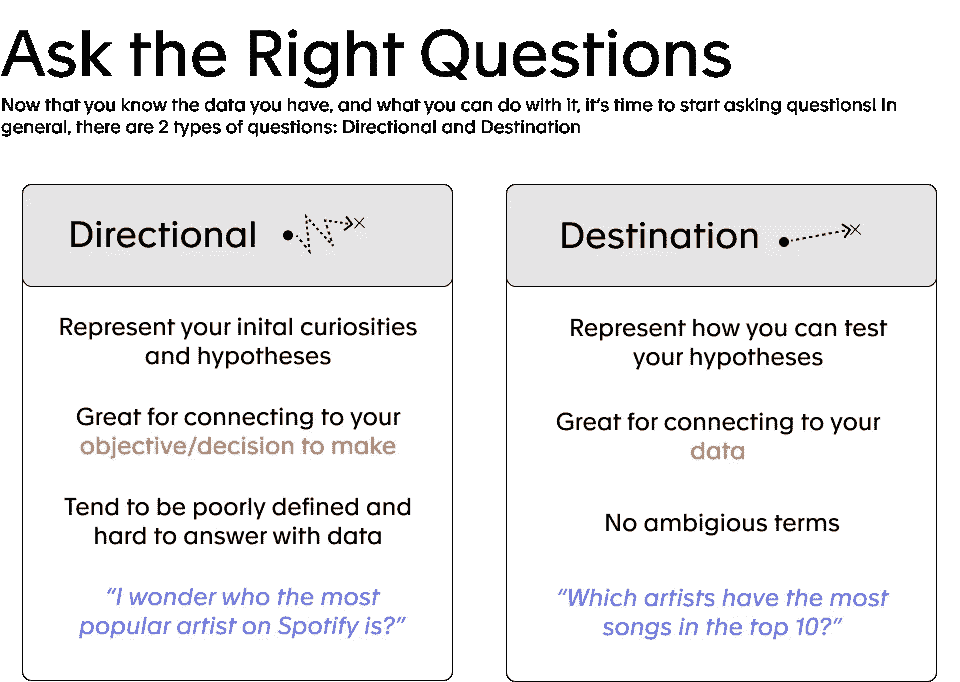 Ask the Right Questions
Now that you know the data you have, and what you can do with it, it's time to start asking questions! In
general, there are 2 types of questions: Directional and Destination
Directional
Represent your inital curiosities
and hypotheses
Great for connecting to your
objective/decision to make
Tend to be poorly defined and
hard to answer with data
"I wonder who the most
popular artist on Spotify is?"
Destination
Represent how you can test
your hypotheses
Great for connecting to your
data
No ambigious terms
"Which artists have the most
songs in the top 10?"